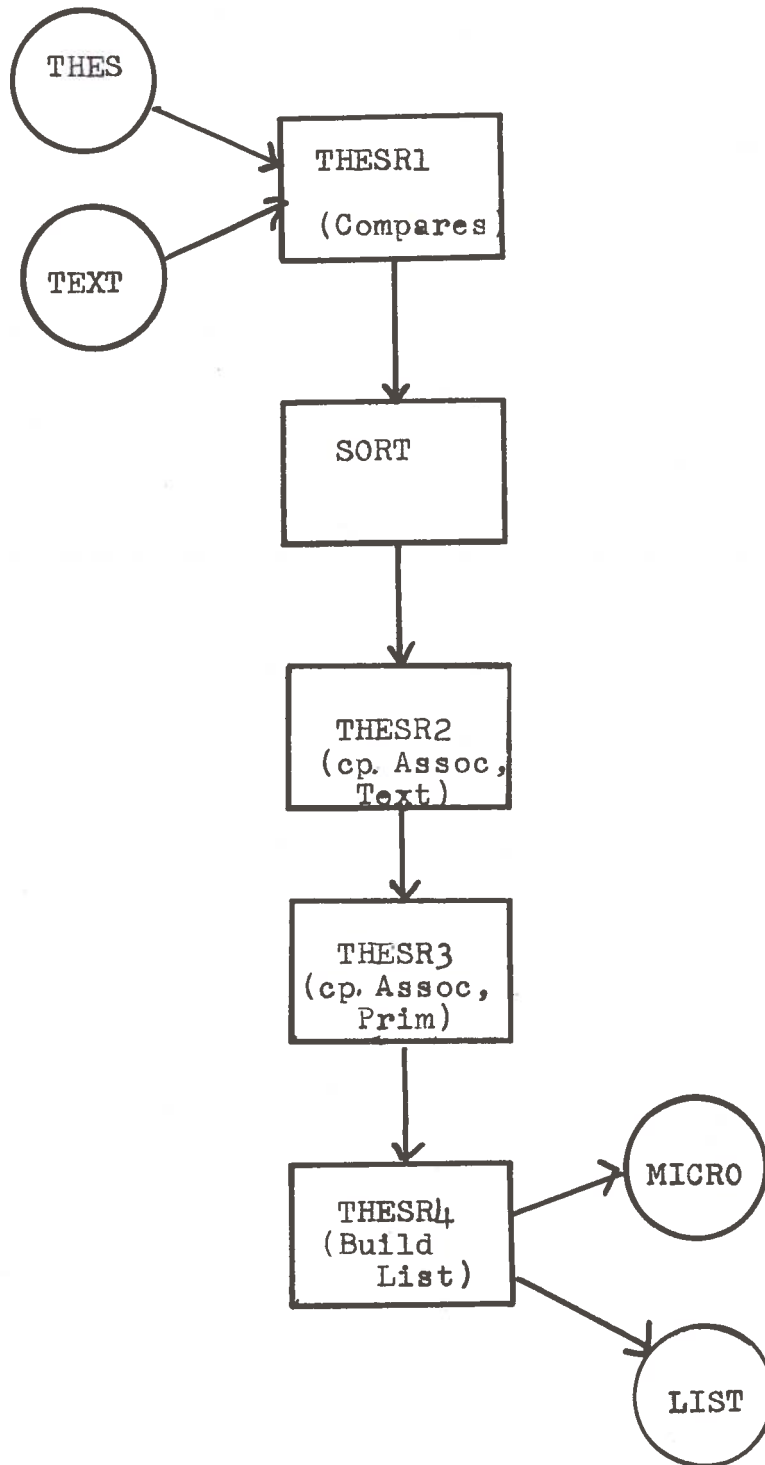 THES
THESR1
(Compares)
TEXT
SORT
THESR2
(cp. Assoc,
Text)
THESR3
(cp. Assoc,
Prim)
MICRO
THESR4
(Build
List)
LIST